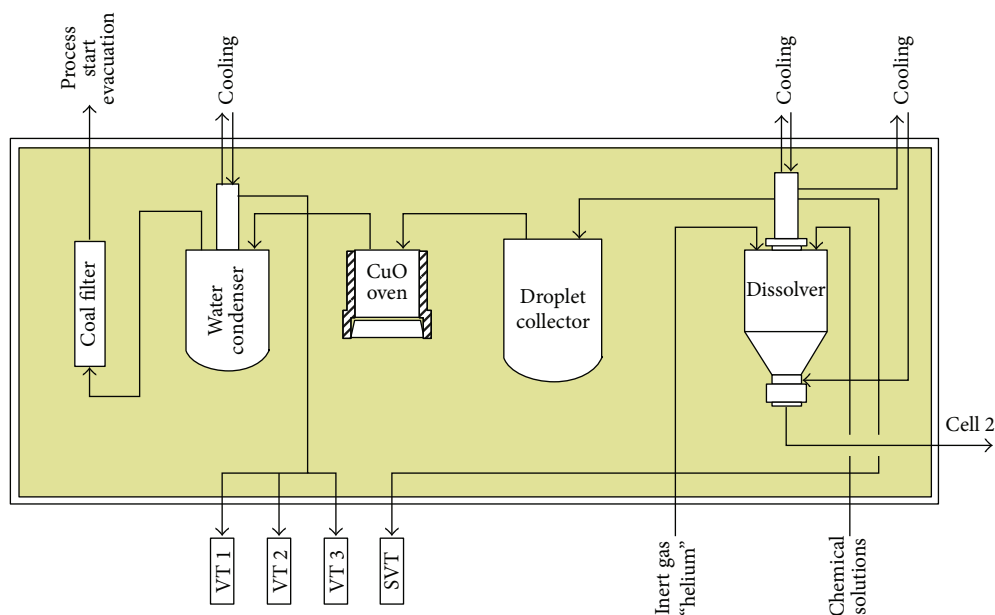 Process
start
evacuation
Cooling
Cooling
Cooling
Coal filter
Water
condenser
CuO
oven
Droplet
collector
Dissolver
Cell 2
VT 1
VT 2
VT 3
SVT
Inert gas
“helium”
Chemical
solutions